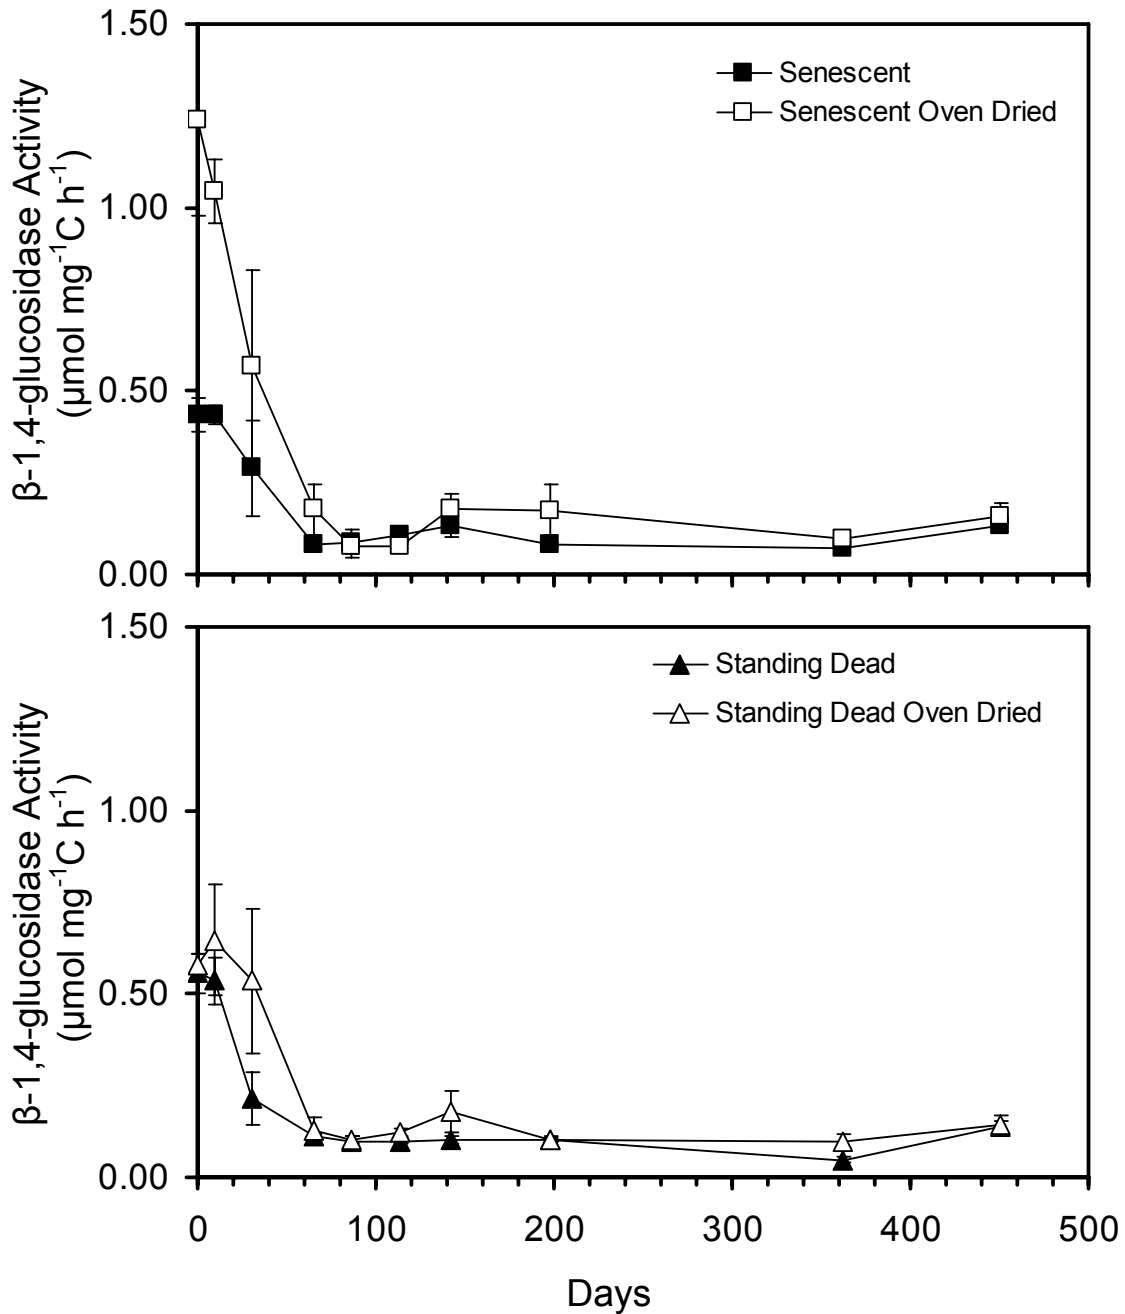 1.50
1.00
0.50
0.00
β-1,4-glucosidase Activity
(μmol mg⁻¹C h⁻¹)
Senescent
Senescent Oven Dried
1.50
1.00
0.50
0.00
β-1,4-glucosidase Activity
(μmol mg⁻¹C h⁻¹)
Standing Dead
Standing Dead Oven Dried
0 100 200 300 400 500
Days